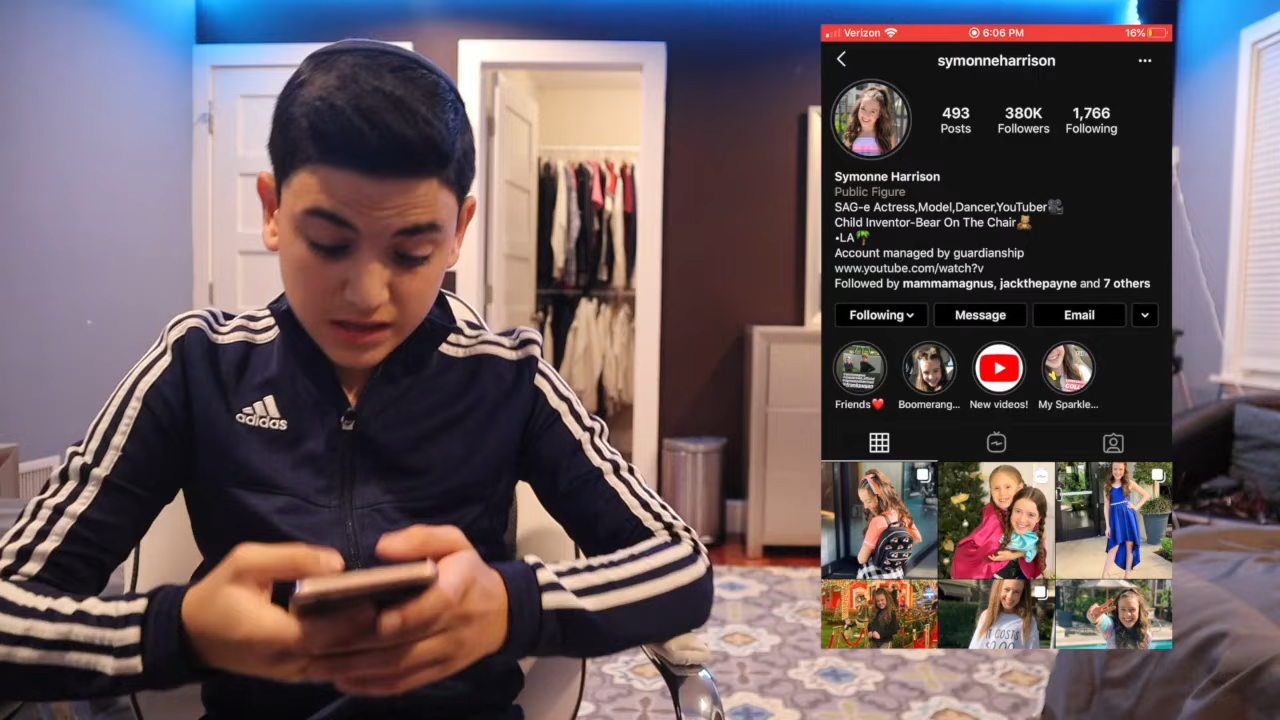 adidas
Verizon 6:06 PM 16%
symonneharrison
493 380K 1,766
Posts Followers Following
Symonne Harrison
Public Figure
SAG-e Actress,Model,Dancer,YouTuber🎥
Child Inventor-Bear On The Chair🧸
•LA🌴
Account managed by guardianship
www.youtube.com/watch?v
Followed by mammamagnus, jackthepayne and 7 others
Following Message Email
Friends❤️ Boomerang... New videos! My Sparkle...
IT COSTS